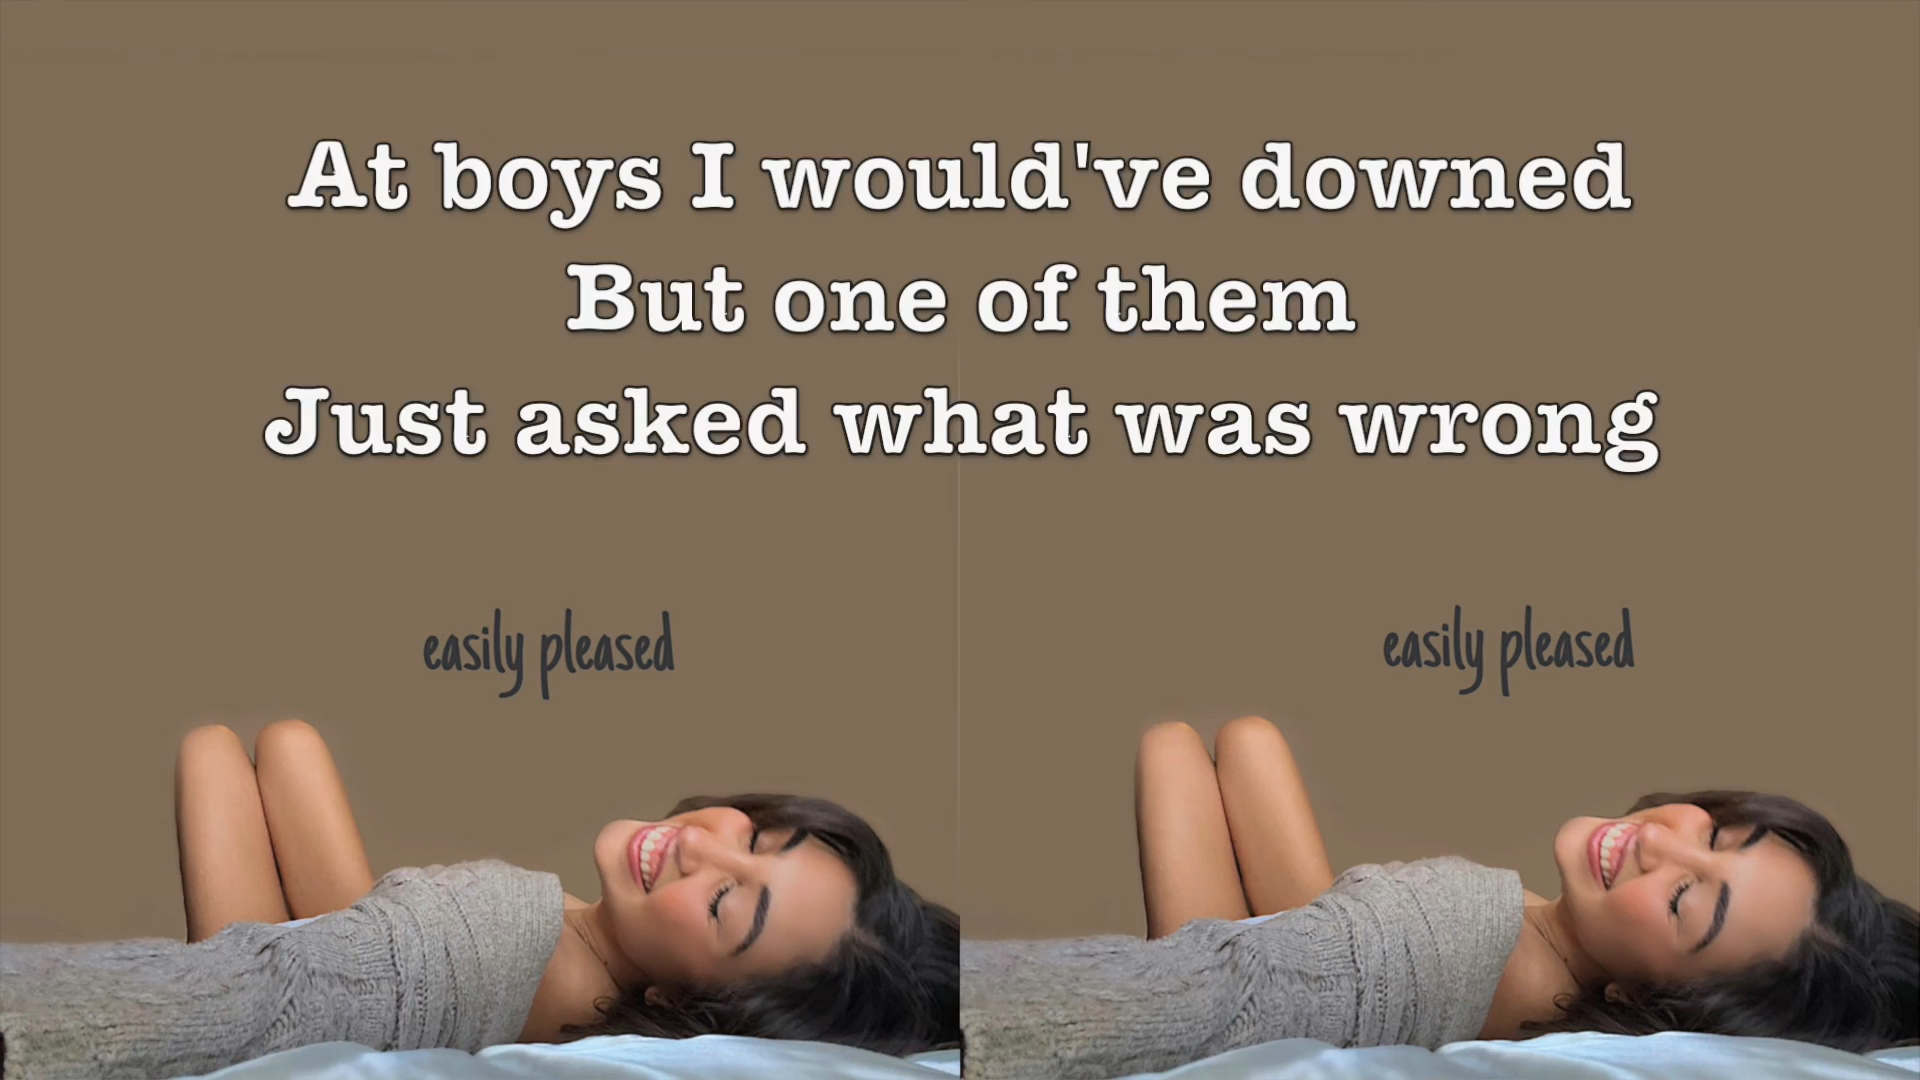 At boys I would've downed
But one of them
Just asked what was wrong
easily pleased
easily pleased